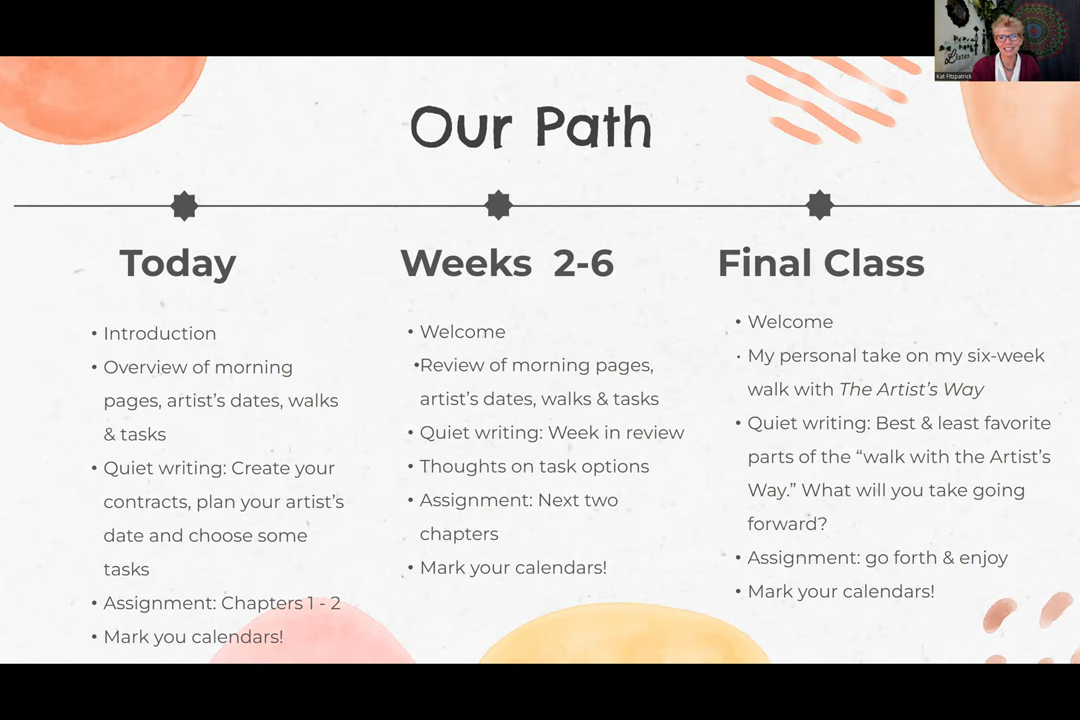 Listen
Kat Fitzpatrick
Our Path
Today
• Introduction
• Overview of morning
pages, artist’s dates, walks
& tasks
• Quiet writing: Create your
contracts, plan your artist’s
date and choose some
tasks
• Assignment: Chapters 1 - 2
• Mark you calendars!
Weeks 2-6
• Welcome
•Review of morning pages,
artist’s dates, walks & tasks
• Quiet writing: Week in review
• Thoughts on task options
• Assignment: Next two
chapters
• Mark your calendars!
Final Class
• Welcome
• My personal take on my six-week
walk with The Artist’s Way
• Quiet writing: Best & least favorite
parts of the “walk with the Artist’s
Way.” What will you take going
forward?
• Assignment: go forth & enjoy
• Mark your calendars!